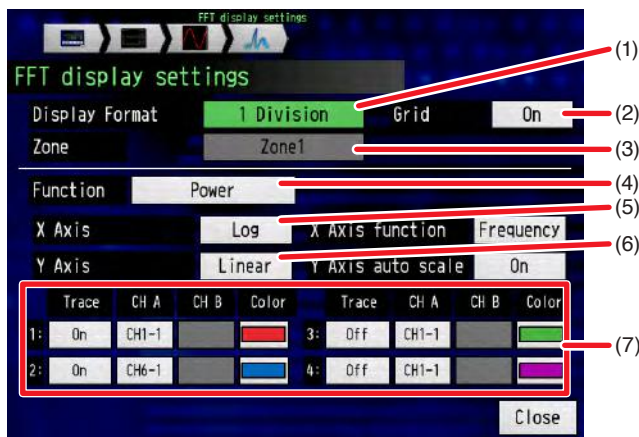 FFT display settings
FFT display settings
(1)
Display Format 1 Division Grid On (2)
Zone Zone1 (3)
Function Power (4)
(5)
X Axis Log X Axis function Frequency
Y Axis Linear Y Axis auto scale On (6)
Trace CH A CH B Color Trace CH A CH B Color
1: On CH1-1 3: Off CH1-1
(7)
2: On CH6-1 4: Off CH1-1
Close